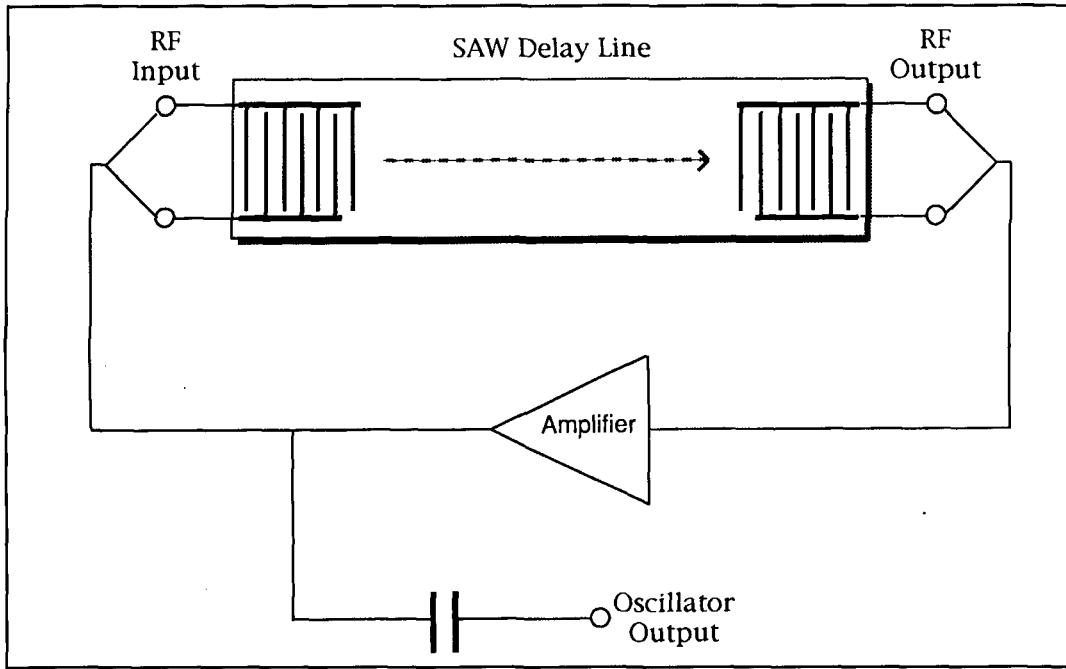 RF
Input
SAW Delay Line
RF
Output
Amplifier
Oscillator
Output